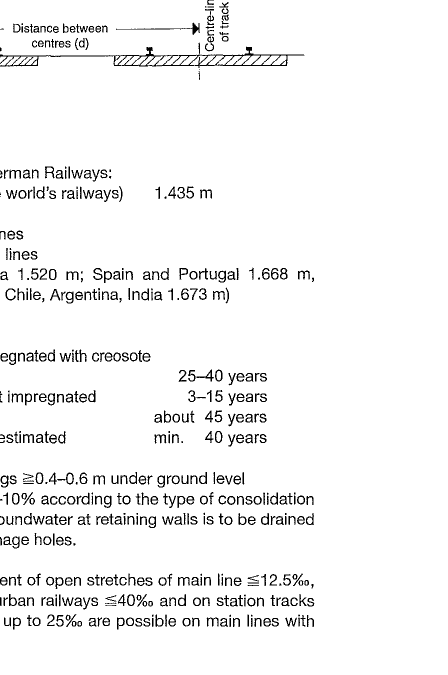 Distance between
centres (d)
Centre-line
of track
erman Railways:
world's railways) 1.435 m
nes
lines
a 1.520 m; Spain and Portugal 1.668 m,
Chile, Argentina, India 1.673 m)
egnated with creosote
25–40 years
t impregnated 3–15 years
about 45 years
estimated min. 40 years
gs ≧0.4–0.6 m under ground level
-10% according to the type of consolidation
oundwater at retaining walls is to be drained
nage holes.
ent of open stretches of main line ≦12.5‰,
rban railways ≦40‰ and on station tracks
up to 25‰ are possible on main lines with